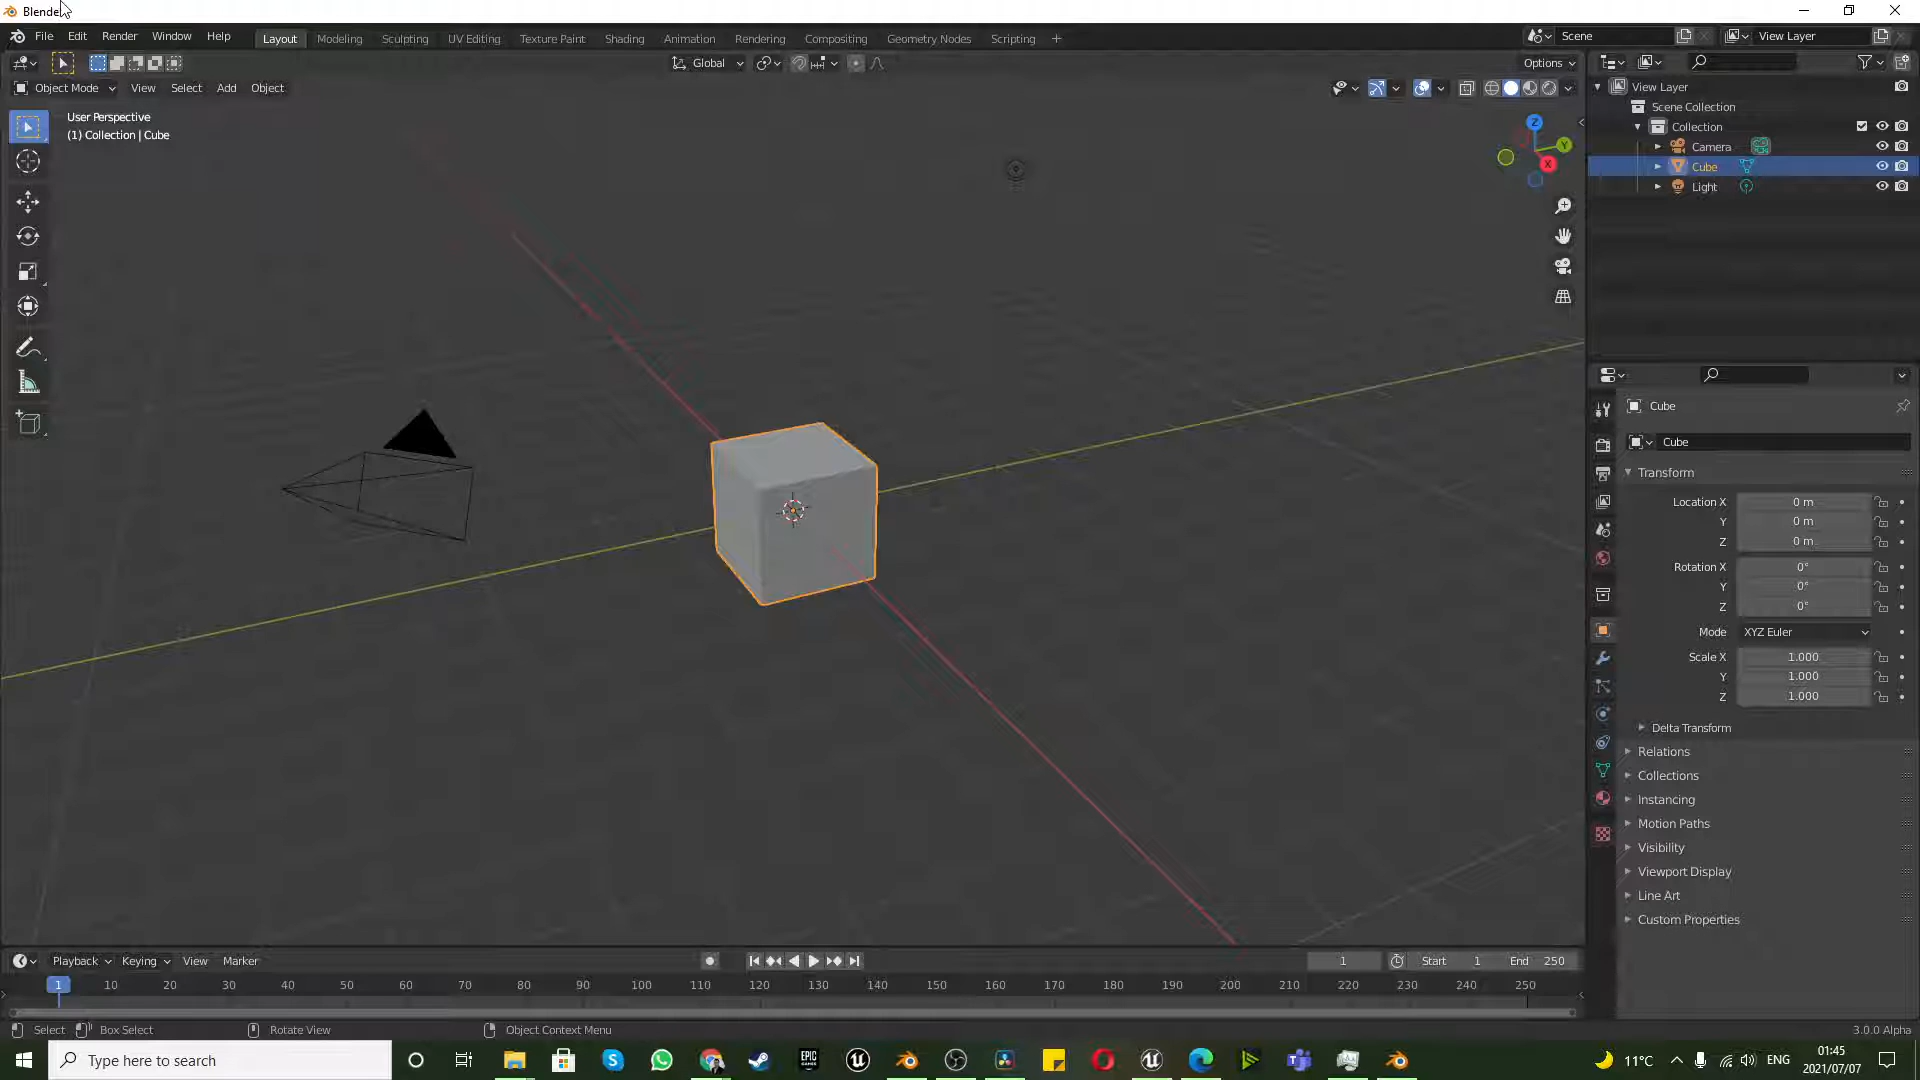 Blender
File Edit Render Window Help Layout Modeling Sculpting UV Editing Texture Paint Shading Animation Rendering Compositing Geometry Nodes Scripting + Scene View Layer
Global Options
Object Mode View Select Add Object
User Perspective
(1) Collection | Cube
Z
Y
X
View Layer
Scene Collection
Collection
Camera
Cube
Light
Cube
Cube
Transform
Location X 0 m
Y 0 m
Z 0 m
Rotation X 0°
Y 0°
Z 0°
Mode XYZ Euler
Scale X 1.000
Y 1.000
Z 1.000
Delta Transform
Relations
Collections
Instancing
Motion Paths
Visibility
Viewport Display
Line Art
Custom Properties
Playback Keying View Marker 1 Start 1 End 250
1 10 20 30 40 50 60 70 80 90 100 110 120 130 140 150 160 170 180 190 200 210 220 230 240 250
Select Box Select Rotate View Object Context Menu 3.0.0 Alpha
Type here to search EPIC GAMES 11°C ENG 01:45
2021/07/07